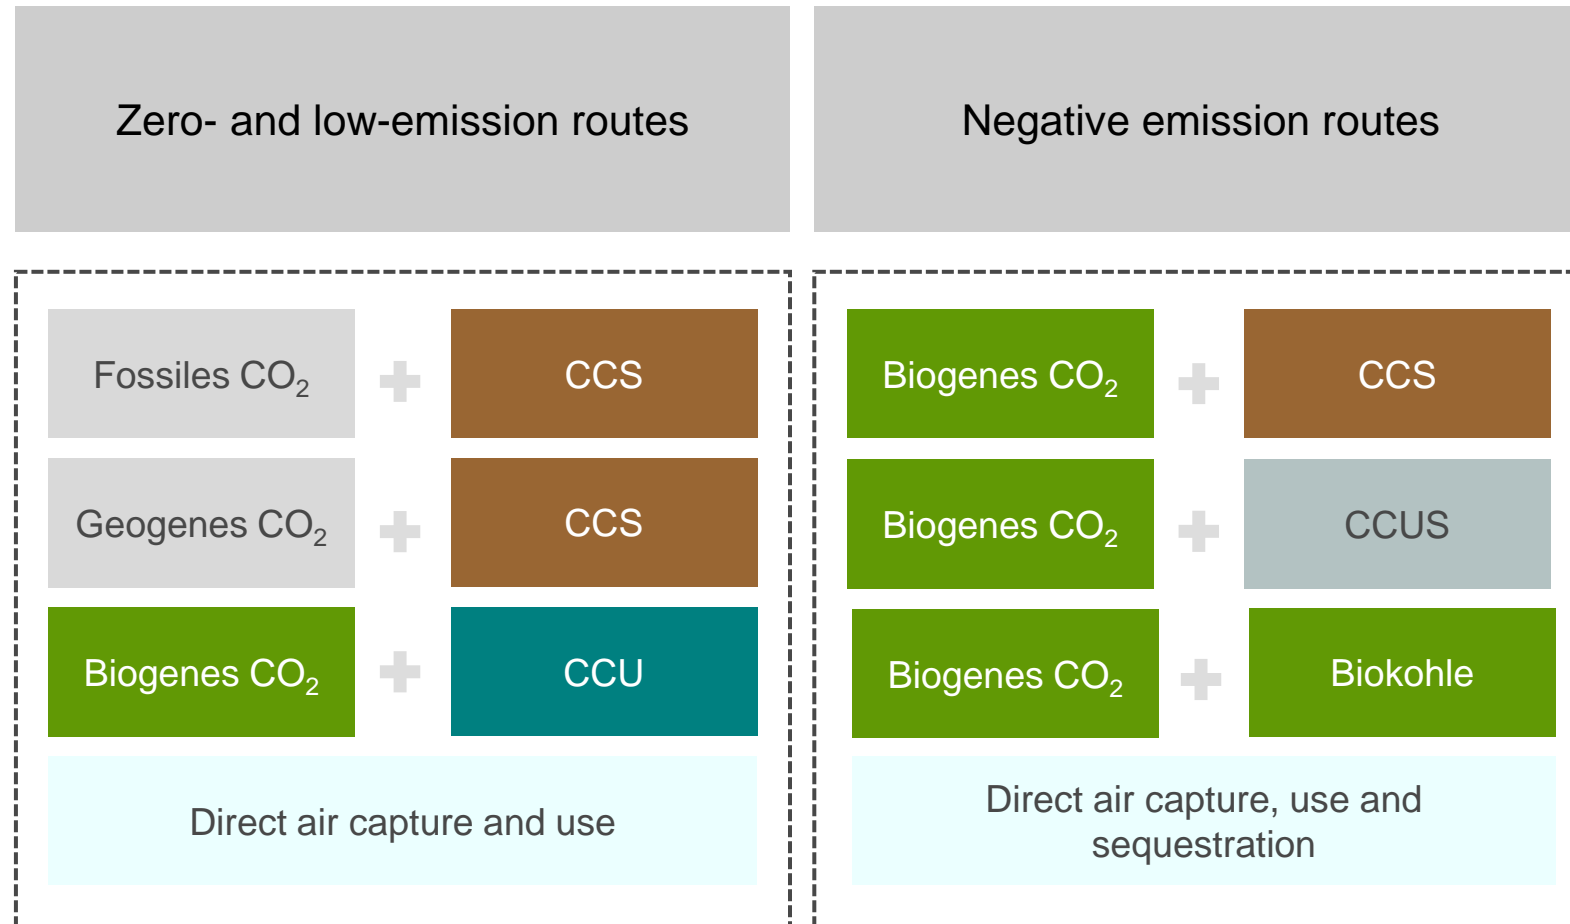 Zero- and low-emission routes
Negative emission routes
Fossiles CO₂
CCS
Geogenes CO₂
CCS
Biogenes CO₂
CCU
Direct air capture and use
Biogenes CO₂
CCS
Biogenes CO₂
CCUS
Biogenes CO₂
Biokohle
Direct air capture, use and
sequestration